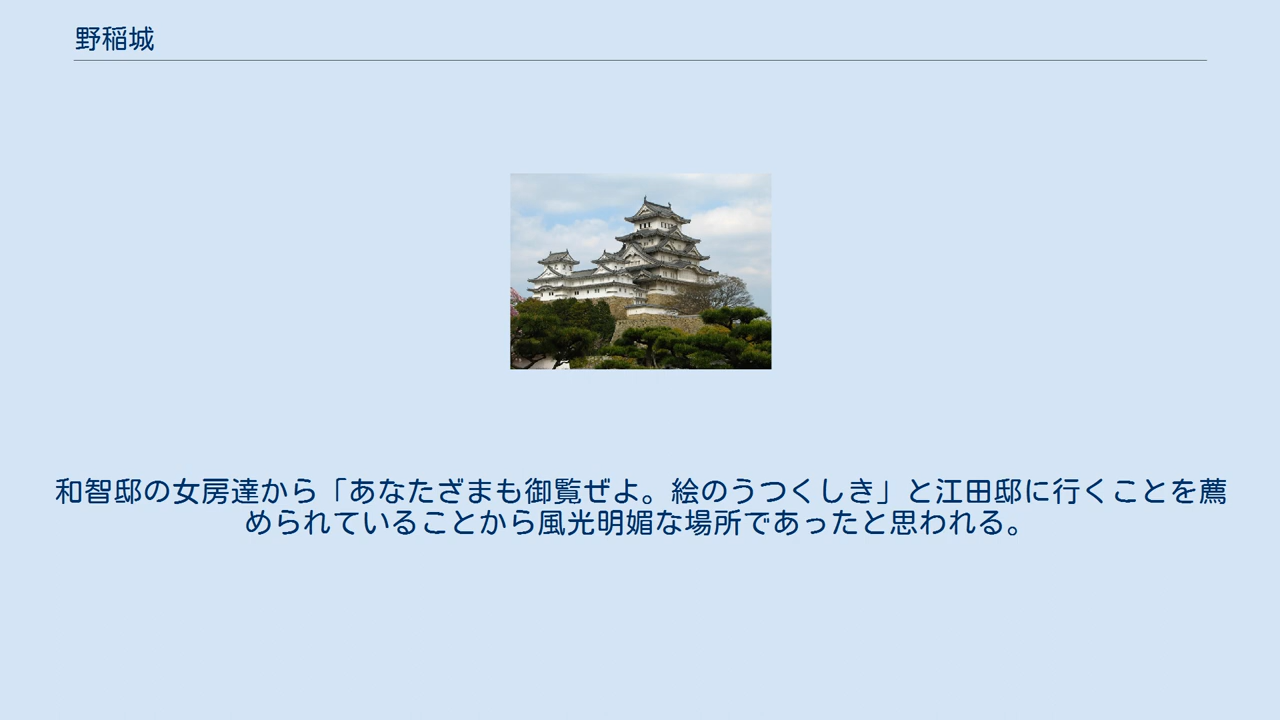 野稲城
和智邸の女房達から「あなたざまも御覧ぜよ。絵のうつくしき」と江田邸に行くことを薦
められていることから風光明媚な場所であったと思われる。